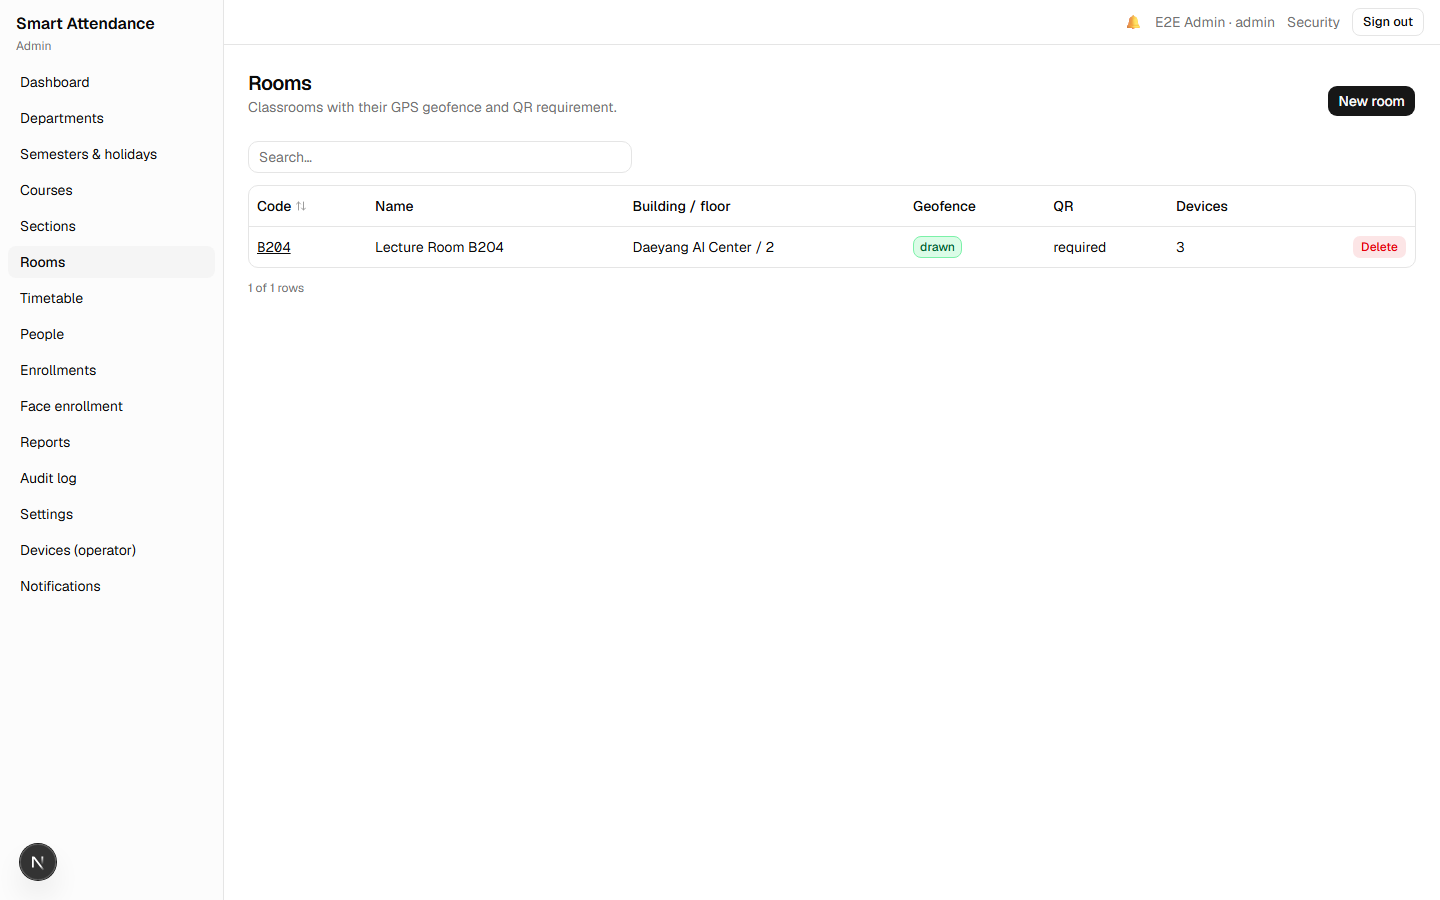 Smart Attendance
Admin
Dashboard
Departments
Semesters & holidays
Courses
Sections
Rooms
Timetable
People
Enrollments
Face enrollment
Reports
Audit log
Settings
Devices (operator)
Notifications
N
E2E Admin · admin Security Sign out
Rooms
Classrooms with their GPS geofence and QR requirement.
New room
Search...
Code Name Building / floor Geofence QR Devices
B204 Lecture Room B204 Daeyang AI Center / 2 drawn required 3 Delete
1 of 1 rows